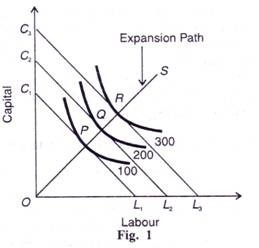 C3
Expansion Path
C2
S
C1
R
Q
P
300
200
100
Capital
O
L1
L2
L3
Labour
Fig. 1